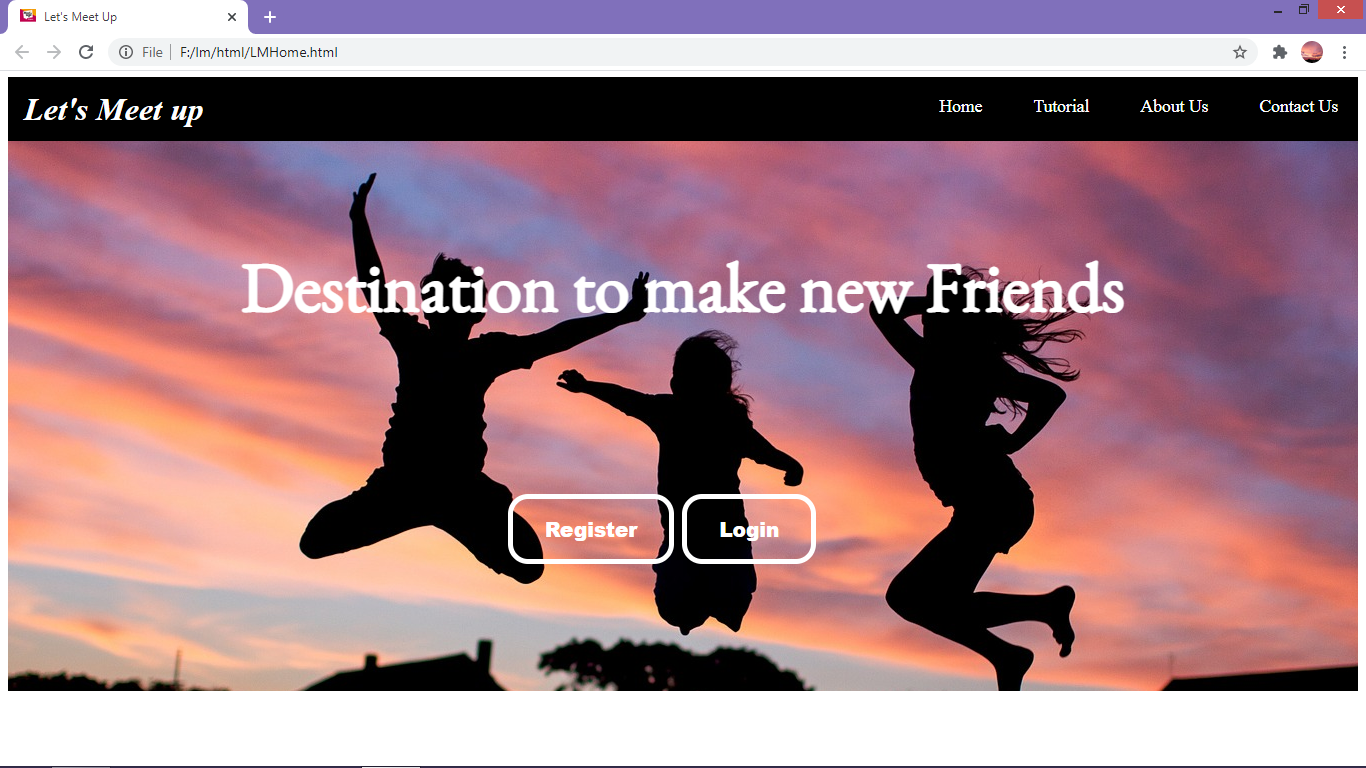 Let's Meet Up
File F:/lm/html/LMHome.html
Let's Meet up Home Tutorial About Us Contact Us
Destination to make new Friends
Register Login